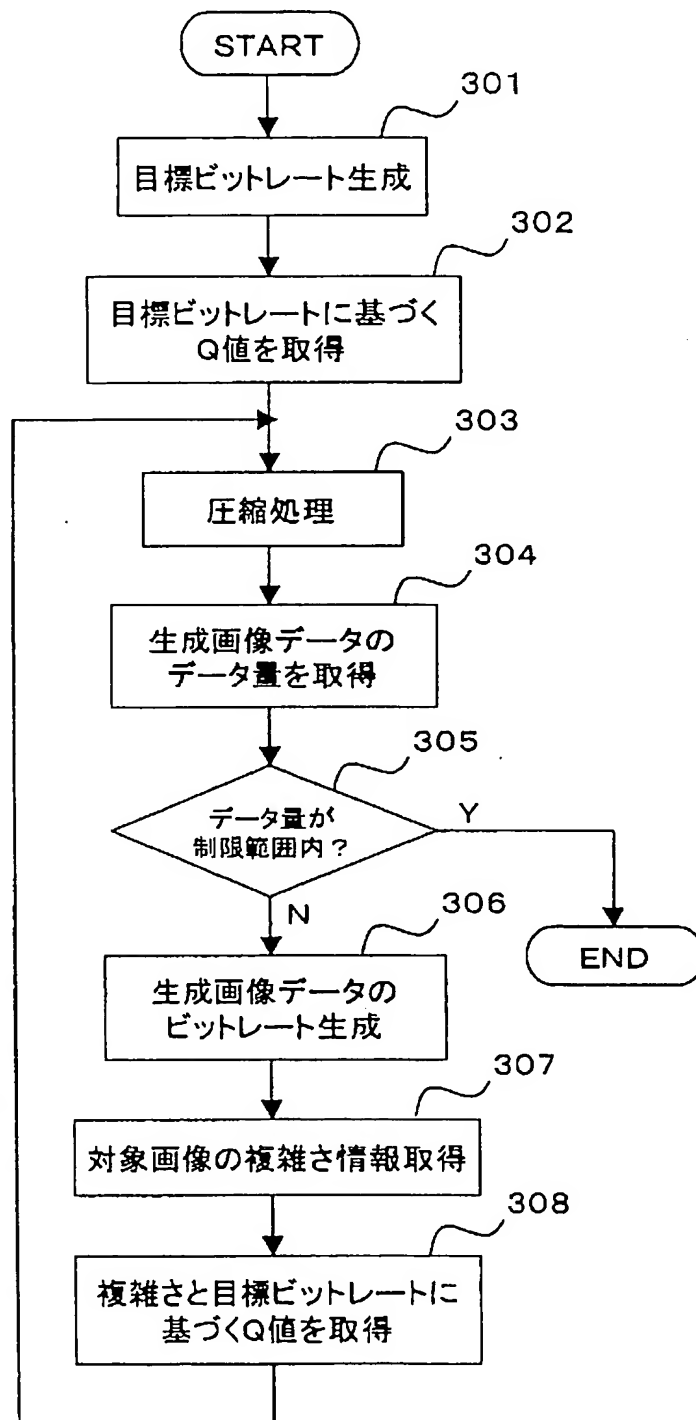 START
301
目標ビットレート生成
302
目標ビットレートに基づく
Q値を取得
303
圧縮処理
304
生成画像データの
データ量を取得
305
データ量が
制限範囲内?
Y
N
END
306
生成画像データの
ビットレート生成
307
対象画像の複雑さ情報取得
308
複雑さと目標ビットレートに
基づくQ値を取得